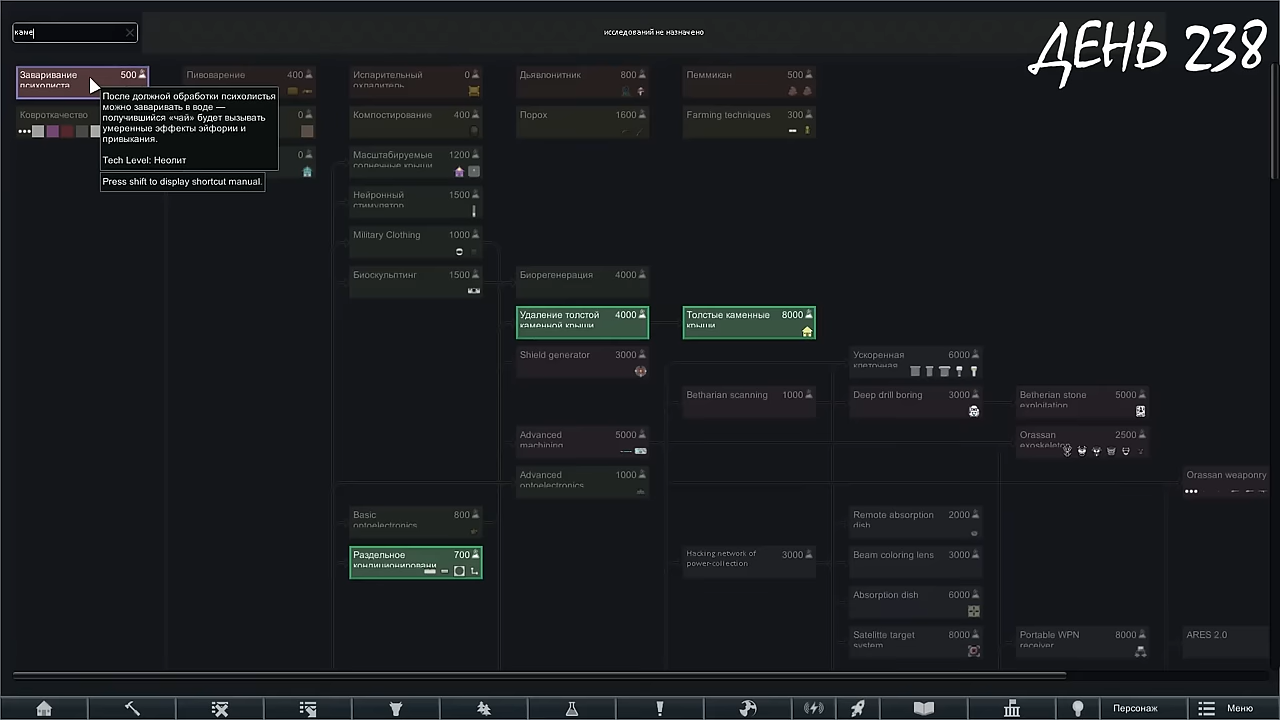 каме
исследований не назначено
ДЕНЬ 238
Заваривание 500
психолиста
Пивоварение 400
Испарительный 0
охладитель
Дьявлонитник 800
Пеммикан 500
После должной обработки психолистья
можно заваривать в воде —
получившийся «чай» будет вызывать
умеренные эффекты эйфории и
привыкания.
Tech Level: Неолит
Press shift to display shortcut manual.
Ковроткачество
0
Компостирование 400
Порох 1600
Farming techniques 300
0
Масштабируемые 1200
солнечные крыши
Нейронный 1500
стимулятор
Military Clothing 1000
Биоскульптинг 1500
Биорегенерация 4000
Удаление толстой 4000
каменной крыши
Толстые каменные 8000
крыши
Shield generator 3000
Ускоренная 6000
клеточная
Betharian scanning 1000
Deep drill boring 3000
Betherian stone 5000
exploitation
Advanced 5000
machining
Orassan 2500
exoskeleton
Advanced 1000
optoelectronics
Orassan weaponry
Basic 800
optoelectronics
Remote absorption 2000
dish
Раздельное 700
кондиционировани
Hacking network of 3000
power-collection
Beam coloring lens 3000
Absorption dish 6000
Satelitte target 8000
system
Portable WPN 8000
receiver
ARES 2.0
Персонаж
Меню